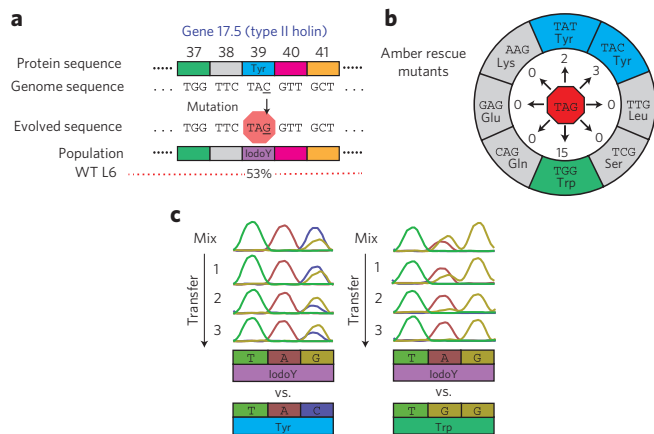 a
Gene 17.5 (type II holin)
37 38 39 40 41
Protein sequence ····· Tyr ·····
Genome sequence ... TGG TTC TAC GTT GCT ...
Mutation
Evolved sequence ... TGG TTC TAG GTT GCT ...
Population ····· IodoY ·····
WT L6 53%
b
Amber rescue
mutants
TAT
Tyr
TAC
Tyr
TTG
Leu
TCG
Ser
TGG
Trp
CAG
Gln
GAG
Glu
AAG
Lys
2
3
0
0
15
0
0
0
TAG
c
Mix
Transfer
1
2
3
T A G
IodoY
vs.
T A C
Tyr
Mix
Transfer
1
2
3
T A G
IodoY
vs.
T G G
Trp